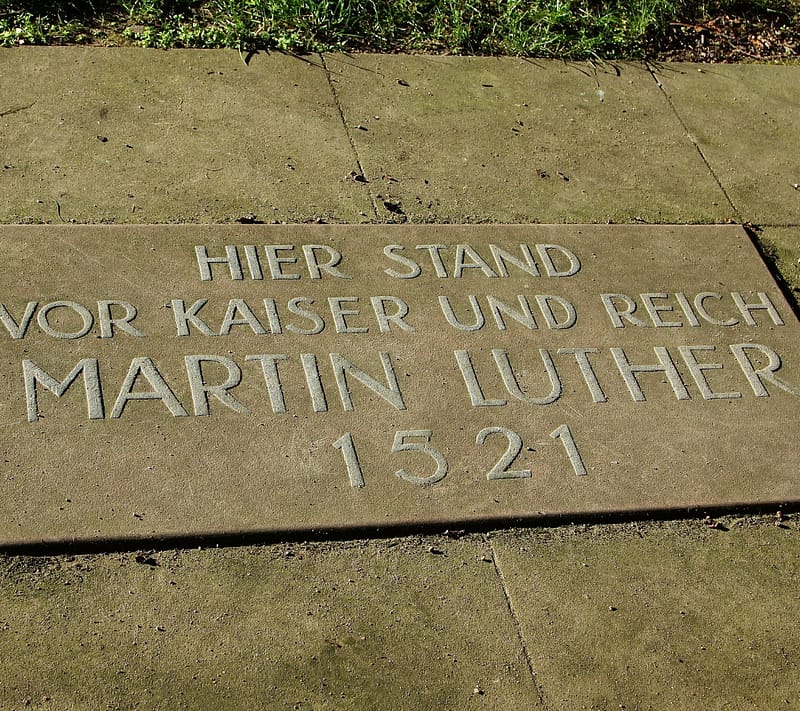 HIER STAND
VOR KAISER UND REICH
MARTIN LUTHER
1521